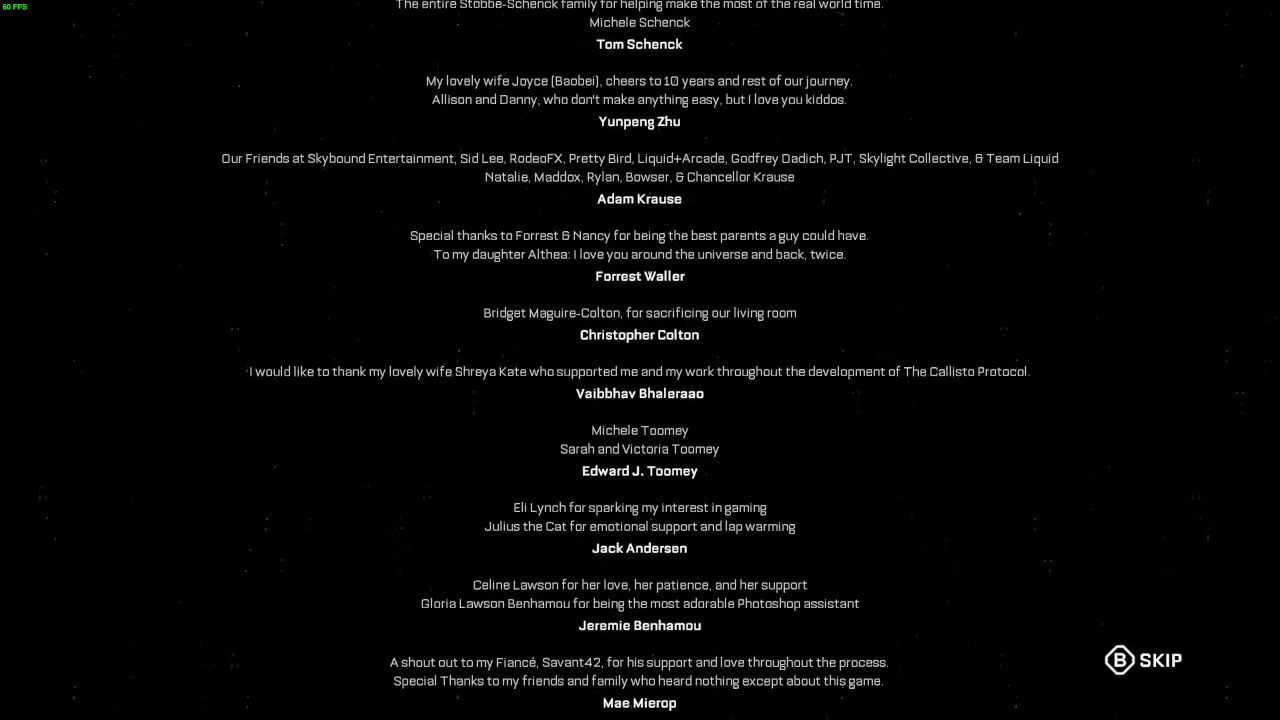 60 FPS
The entire Stobbe-Schenck family for helping make the most of the real world time.
Michele Schenck
Tom Schenck
My lovely wife Joyce (Baobei), cheers to 10 years and rest of our journey.
Allison and Danny, who don't make anything easy, but I love you kiddos.
Yunpeng Zhu
Our Friends at Skybound Entertainment, Sid Lee, RodeoFX, Pretty Bird, Liquid+Arcade, Godfrey Dadich, PJT, Skylight Collective, & Team Liquid
Natalie, Maddox, Rylan, Bowser, & Chancellor Krause
Adam Krause
Special thanks to Forrest & Nancy for being the best parents a guy could have.
To my daughter Althea: I love you around the universe and back, twice.
Forrest Waller
Bridget Maguire-Colton, for sacrificing our living room
Christopher Colton
I would like to thank my lovely wife Shreya Kate who supported me and my work throughout the development of The Callisto Protocol.
Vaibbhav Bhaleraao
Michele Toomey
Sarah and Victoria Toomey
Edward J. Toomey
Eli Lynch for sparking my interest in gaming
Julius the Cat for emotional support and lap warming
Jack Andersen
Celine Lawson for her love, her patience, and her support
Gloria Lawson Benhamou for being the most adorable Photoshop assistant
Jeremie Benhamou
A shout out to my Fiancé, Savant42, for his support and love throughout the process.
Special Thanks to my friends and family who heard nothing except about this game.
Mae Mierop
B SKIP